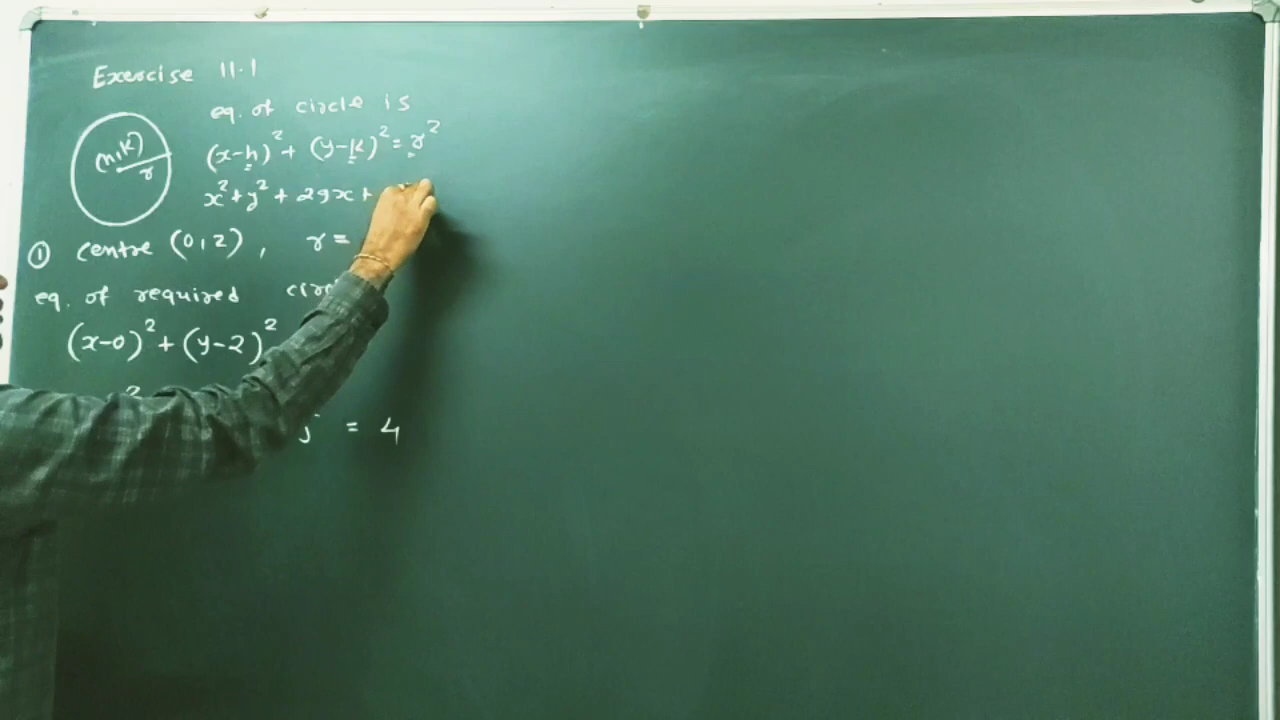 Exercise 11.1
eq. of circle is
(h,k)
r
(x-h)² + (y-k)² = r²
x² + y² + 2gx +
① centre (0,2), r =
eq. of required
(x-0)² + (y-2)²
2
= 4